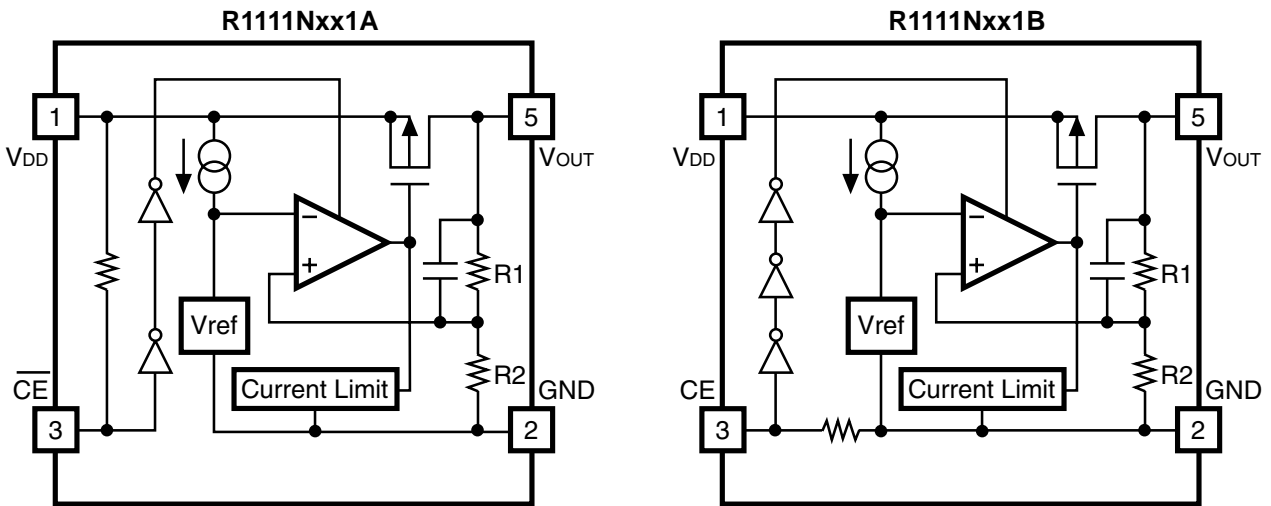 R1111Nxx1A
1
5
VDD
VOUT
−
+
R1
Vref
R2
Current Limit
CE
GND
3
2
R1111Nxx1B
1
5
VDD
VOUT
−
+
R1
Vref
R2
Current Limit
CE
GND
3
2